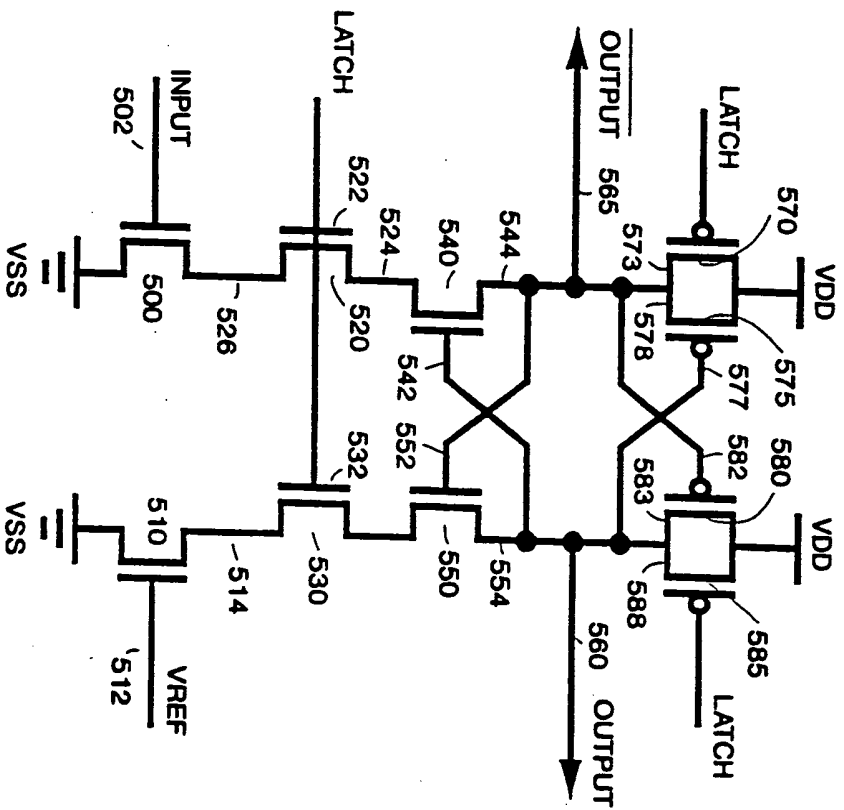 VDD
VDD
570
575
580
585
LATCH
LATCH
577
582
573
578
583
588
OUTPUT
565
560
OUTPUT
544
554
540
550
542
552
524
522
520
532
530
LATCH
526
514
INPUT
502
500
510
VREF
512
VSS
VSS